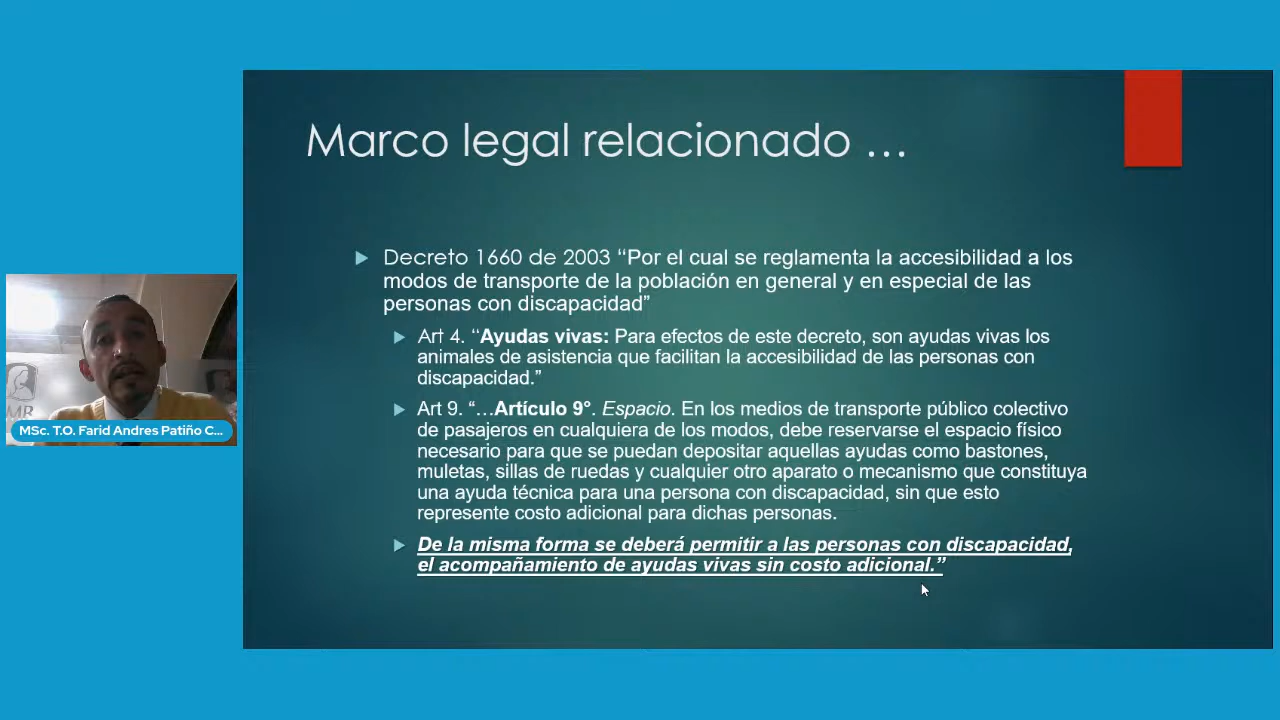 Marco legal relacionado …
Decreto 1660 de 2003 “Por el cual se reglamenta la accesibilidad a los
modos de transporte de la población en general y en especial de las
personas con discapacidad”
Art 4. “Ayudas vivas: Para efectos de este decreto, son ayudas vivas los
animales de asistencia que facilitan la accesibilidad de las personas con
discapacidad.”
Art 9. “…Artículo 9°. Espacio. En los medios de transporte público colectivo
de pasajeros en cualquiera de los modos, debe reservarse el espacio físico
necesario para que se puedan depositar aquellas ayudas como bastones,
muletas, sillas de ruedas y cualquier otro aparato o mecanismo que constituya
una ayuda técnica para una persona con discapacidad, sin que esto
represente costo adicional para dichas personas.
De la misma forma se deberá permitir a las personas con discapacidad,
el acompañamiento de ayudas vivas sin costo adicional.”
MSc. T.O. Farid Andres Patiño C...